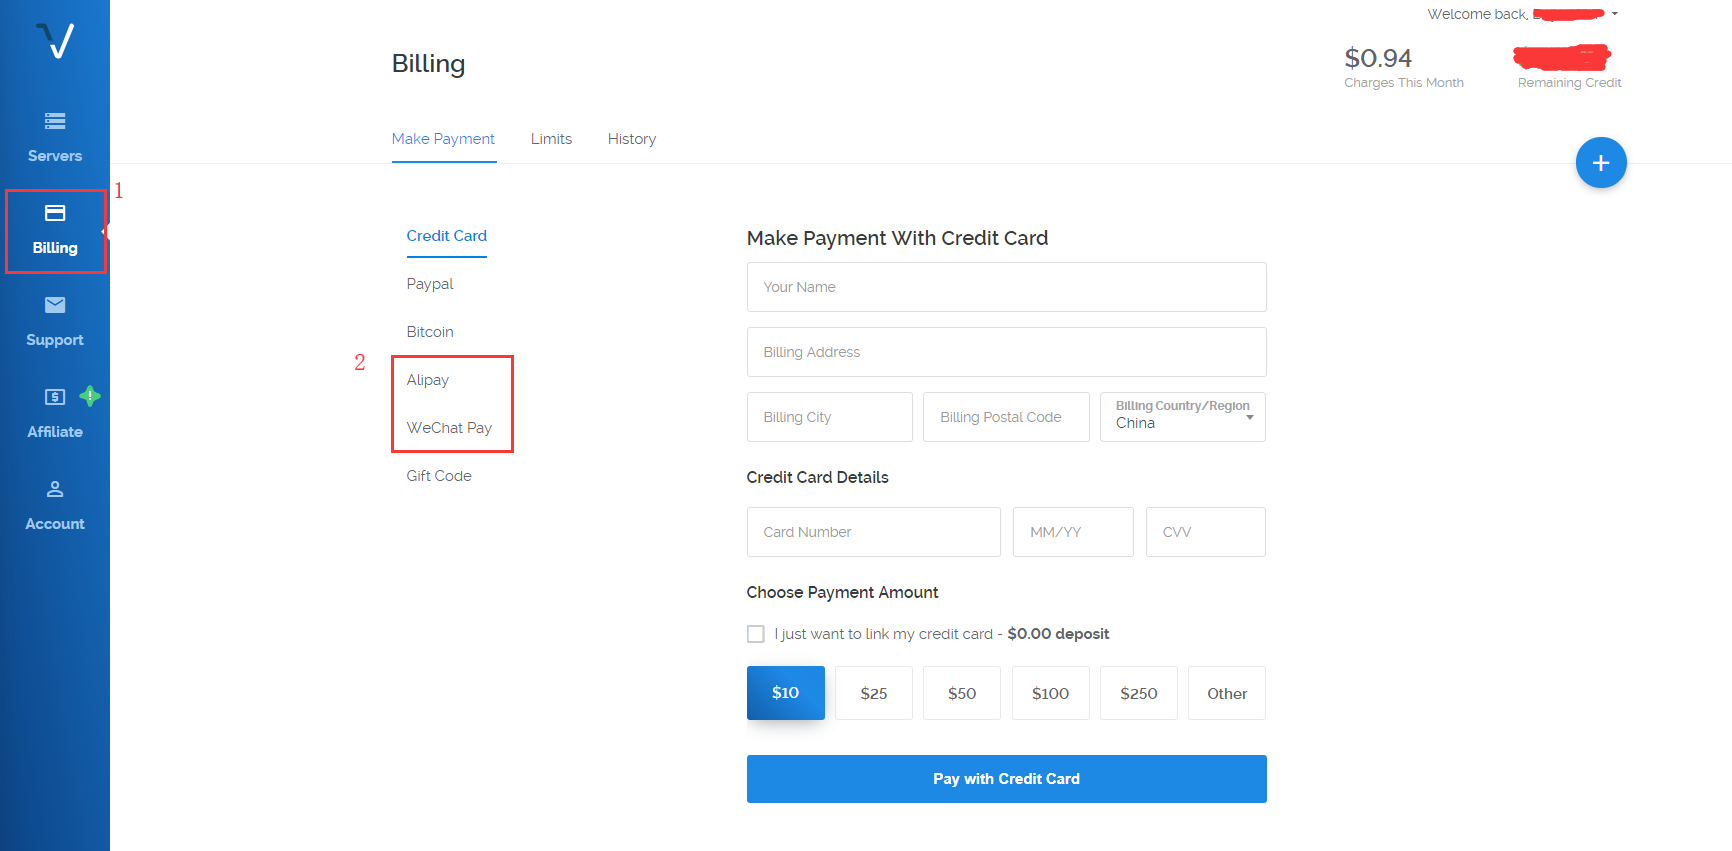 Welcome back,
Billing
$0.94
Charges This Month
Remaining Credit
Servers
Make Payment
Limits
History
+
1
Billing
Support
Affiliate
Account
Credit Card
Paypal
Bitcoin
2
Alipay
WeChat Pay
Gift Code
Make Payment With Credit Card
Your Name
Billing Address
Billing City
Billing Postal Code
Billing Country/Region
China
Credit Card Details
Card Number
MM/YY
CVV
Choose Payment Amount
I just want to link my credit card - $0.00 deposit
$10
$25
$50
$100
$250
Other
Pay with Credit Card